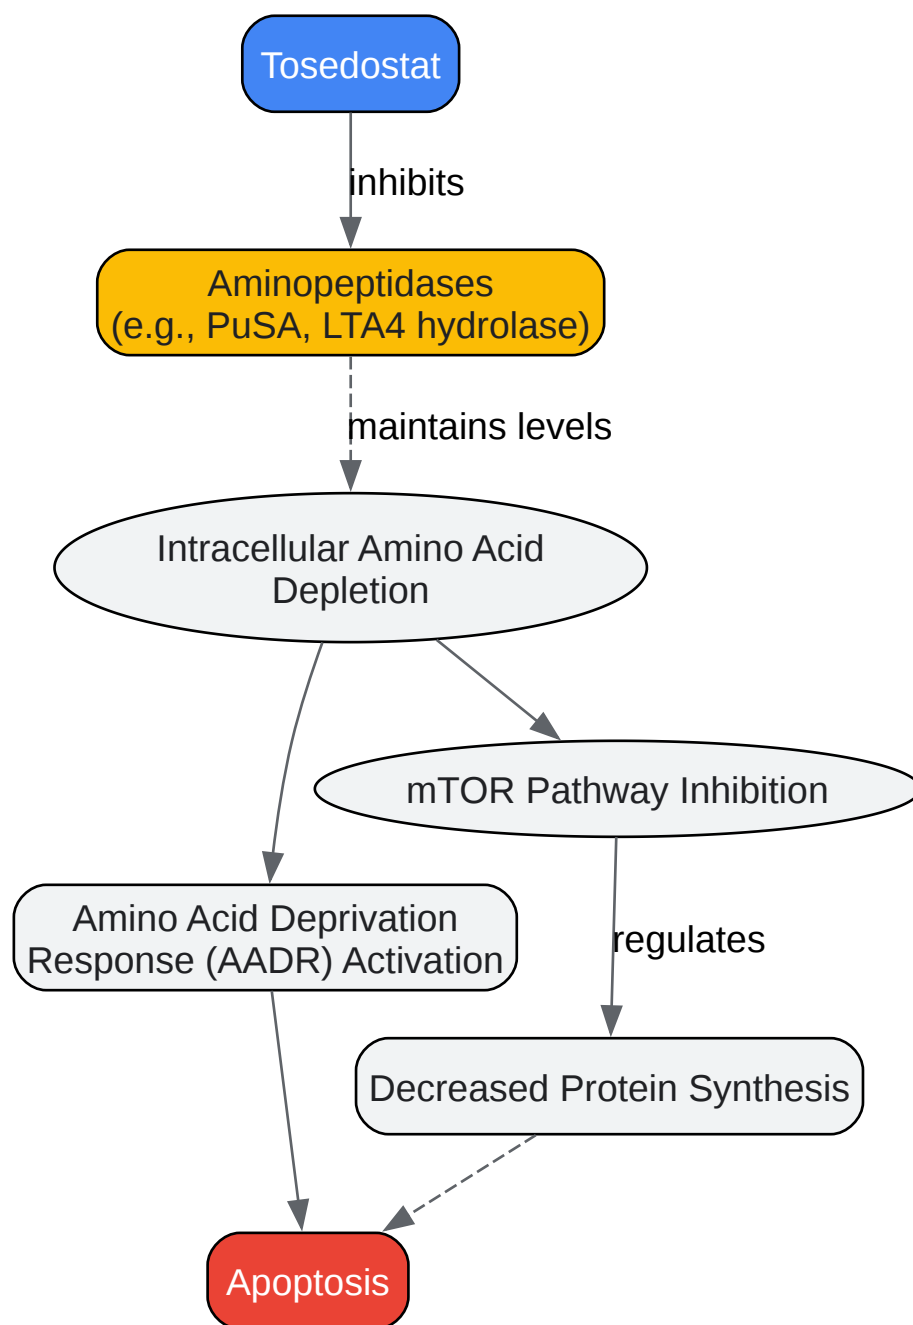 Tosedostat
inhibits
Aminopeptidases
(e.g., PuSA, LTA4 hydrolase)
maintains levels
Intracellular Amino Acid
Depletion
mTOR Pathway Inhibition
Amino Acid Deprivation
Response (AADR) Activation
regulates
Decreased Protein Synthesis
Apoptosis